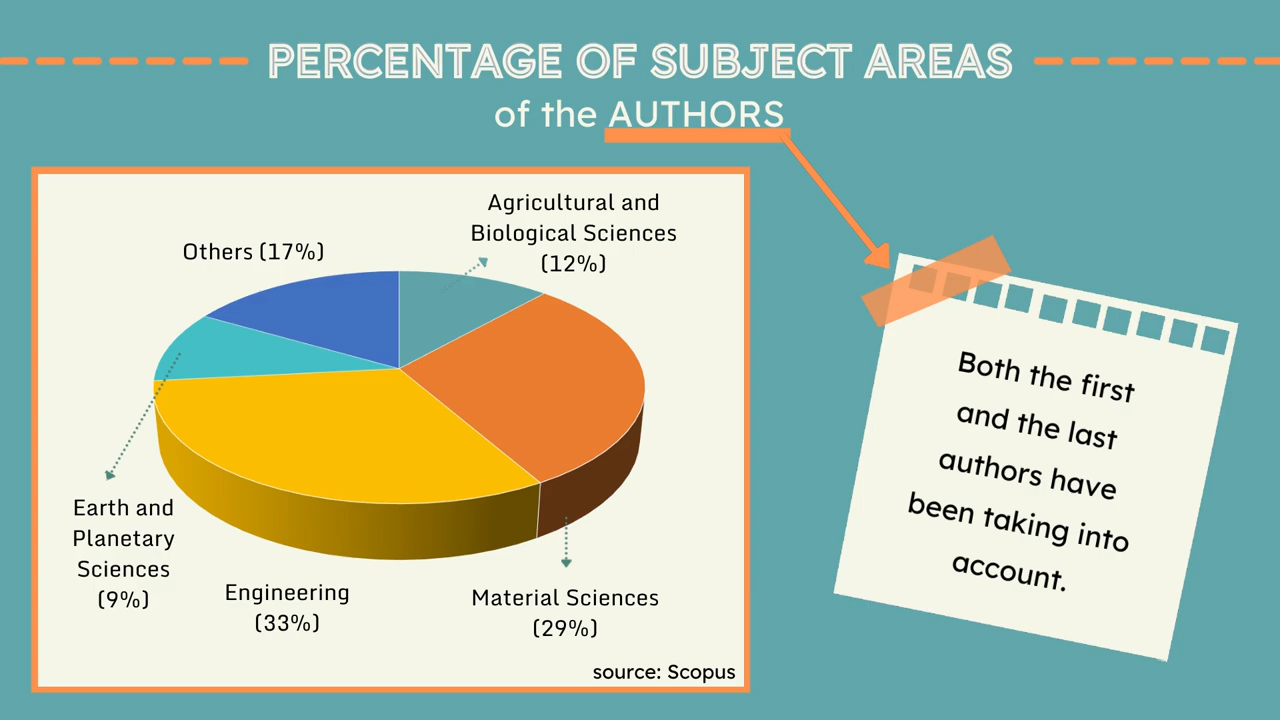 PERCENTAGE OF SUBJECT AREAS
of the AUTHORS
Agricultural and
Biological Sciences
(12%)
Others (17%)
Earth and
Planetary
Sciences
(9%)
Engineering
(33%)
Material Sciences
(29%)
source: Scopus
Both the first
and the last
authors have
been taking into
account.